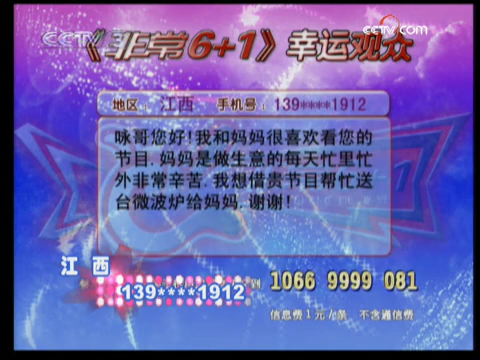 CCTV
CCTV.com
《非常6+1》幸运观众
地区： 江西 手机号：139****1912
咏哥您好！我和妈妈很喜欢看您的
节目.妈妈是做生意的每天忙里忙
外非常辛苦.我想借贵节目帮忙送
台微波炉给妈妈.谢谢！
江 西
139****1912
到 1066 9999 081
信息费1元/条 不含通信费